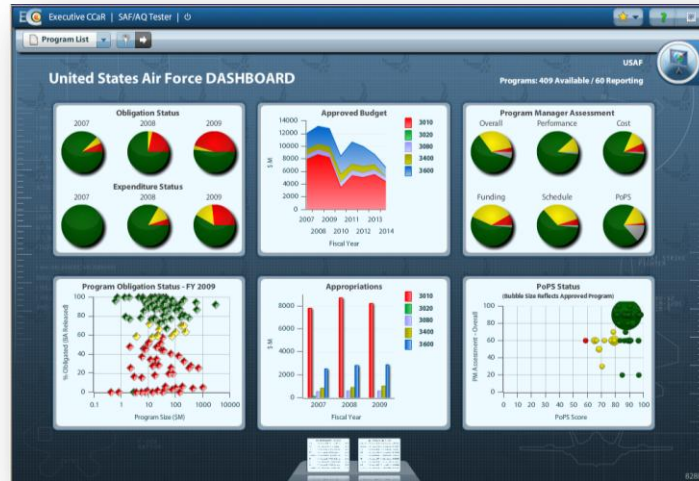 EC Executive CCaR | SAF/AQ Tester |
Program List
?
USAF
United States Air Force DASHBOARD
Programs: 409 Available / 60 Reporting
Obligation Status
2007 2008 2009
Expenditure Status
2007 2008 2009
Approved Budget
14000
12000
10000
8000
6000
4000
2000
0
$ M
2007 2009 2011 2013
2008 2010 2012 2014
Fiscal Year
3010
3020
3080
3400
3600
Program Manager Assessment
Overall Performance Cost
Funding Schedule PoPS
Program Obligation Status - FY 2009
% Obligated (BA Released)
100
80
60
40
20
0
0.1 1 10 100 1000 10000
Program Size ($M)
Appropriations
8000
6000
4000
2000
0
$ M
2007 2008 2009
Fiscal Year
3010
3020
3080
3400
3600
PoPS Status
(Bubble Size Reflects Approved Program)
PM Assessment - Overall
100
80
60
40
20
0
0 10 20 30 40 50 60 70 80 90 100
PoPS Score